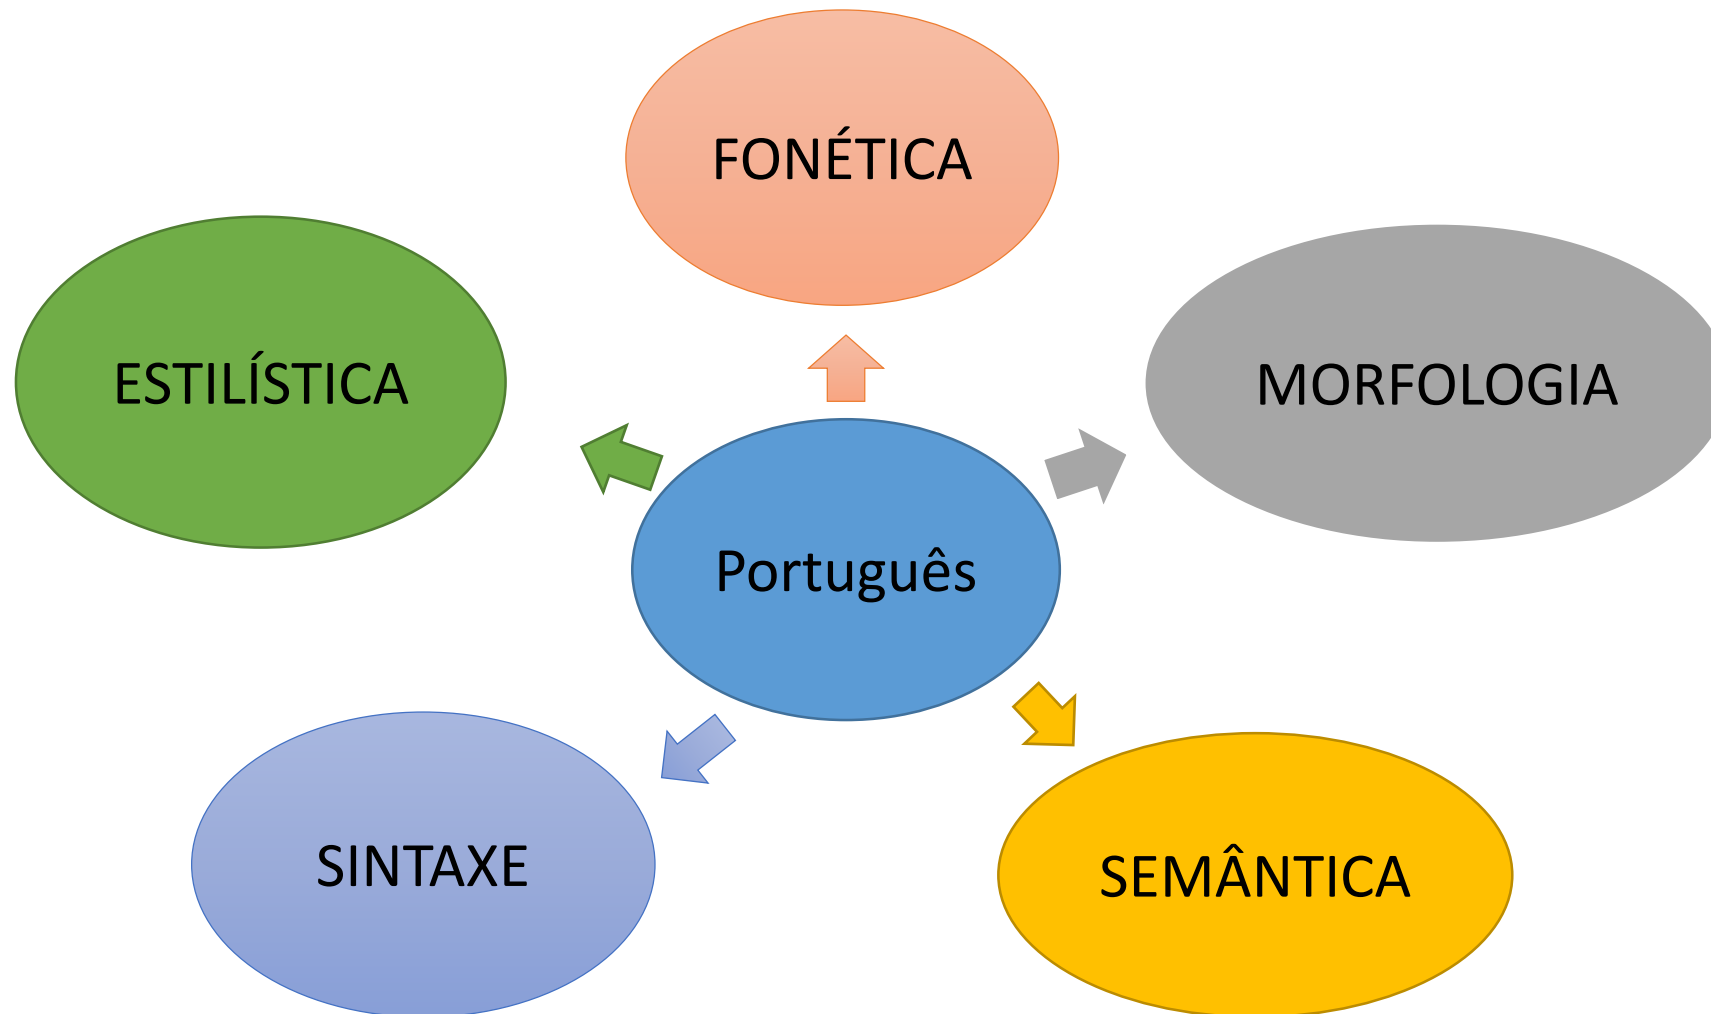 FONÉTICA
ESTILÍSTICA
MORFOLOGIA
Português
SINTAXE
SEMÂNTICA